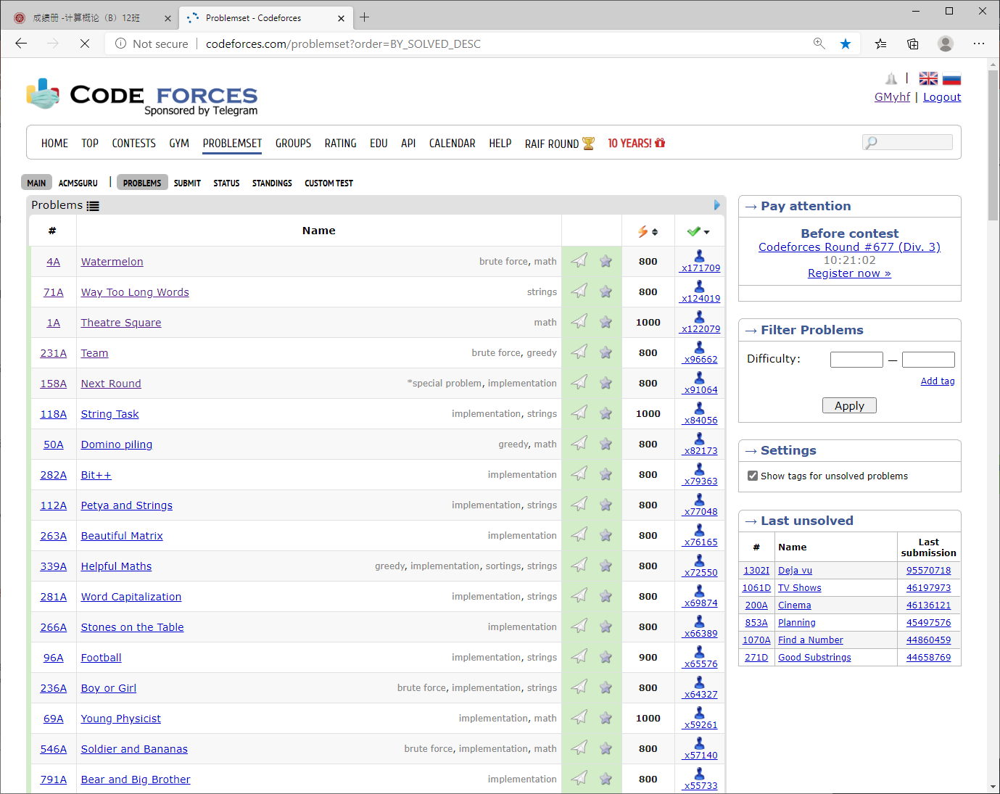 成绩册 -计算概论（B）12班
Problemset - Codeforces
Not secure | codeforces.com/problemset?order=BY_SOLVED_DESC
CODE FORCES
Sponsored by Telegram
GMyhf | Logout
HOME TOP CONTESTS GYM PROBLEMSET GROUPS RATING EDU API CALENDAR HELP RAIF ROUND 10 YEARS!
MAIN ACMSGURU | PROBLEMS SUBMIT STATUS STANDINGS CUSTOM TEST
Problems
# Name
4A Watermelon brute force, math 800 x171709
71A Way Too Long Words strings 800 x124019
1A Theatre Square math 1000 x122079
231A Team brute force, greedy 800 x96662
158A Next Round *special problem, implementation 800 x91064
118A String Task implementation, strings 1000 x84056
50A Domino piling greedy, math 800 x82173
282A Bit++ implementation 800 x79363
112A Petya and Strings implementation, strings 800 x77048
263A Beautiful Matrix implementation 800 x76165
339A Helpful Maths greedy, implementation, sortings, strings 800 x72550
281A Word Capitalization implementation, strings 800 x69874
266A Stones on the Table implementation 800 x66389
96A Football implementation, strings 900 x65576
236A Boy or Girl brute force, implementation, strings 800 x64327
69A Young Physicist implementation, math 1000 x59261
546A Soldier and Bananas brute force, implementation, math 800 x57140
791A Bear and Big Brother implementation 800 x55733
→ Pay attention
Before contest
Codeforces Round #677 (Div. 3)
10:21:02
Register now »
→ Filter Problems
Difficulty: —
Add tag
Apply
→ Settings
Show tags for unsolved problems
→ Last unsolved
# Name Last submission
1302I Deja vu 95570718
1061D TV Shows 46197973
200A Cinema 46136121
853A Planning 45497576
1070A Find a Number 44860459
271D Good Substrings 44658769